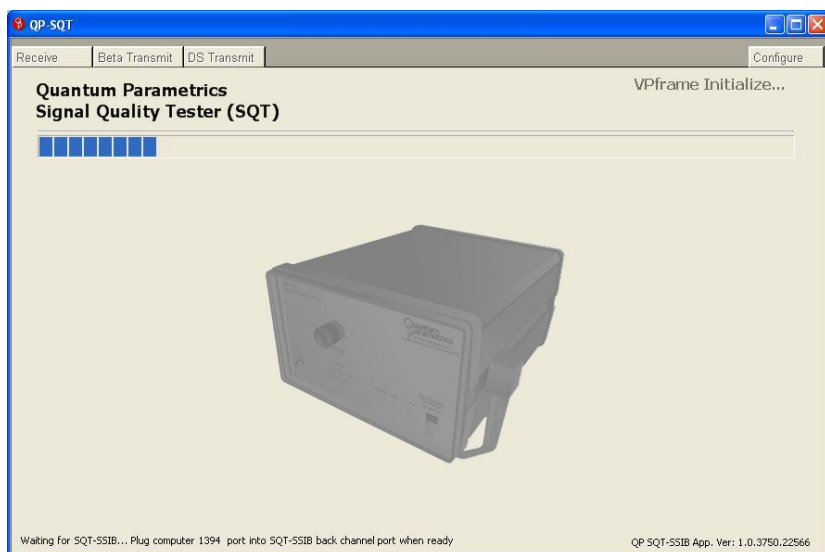 QP-SQT
Receive
Beta Transmit
DS Transmit
Configure
Quantum Parametrics
Signal Quality Tester (SQT)
VPframe Initialize...
Quantum
Parametrics
Waiting for SQT-SSIB... Plug computer 1394 port into SQT-SSIB back channel port when ready
QP SQT-SSIB App. Ver: 1.0.3750.22566